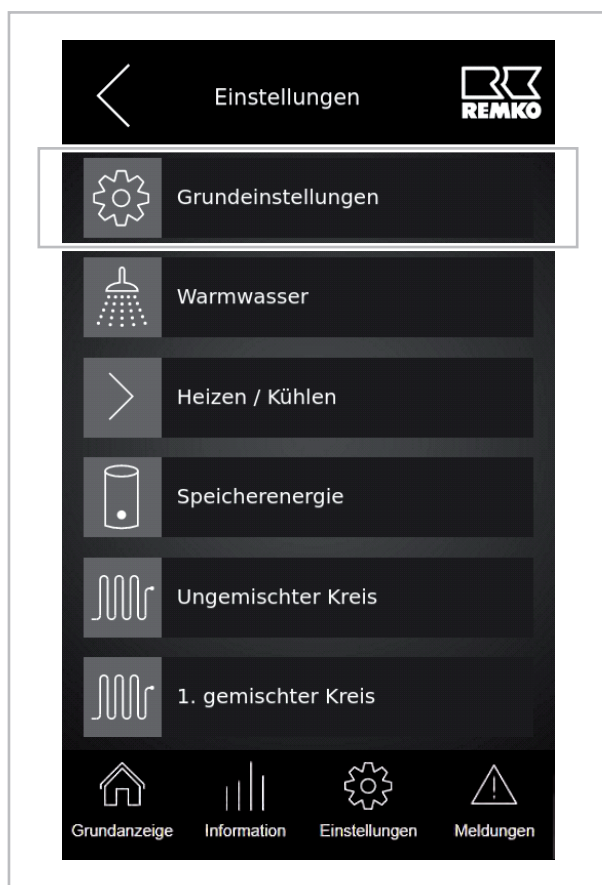 Einstellungen
REMKO
Grundeinstellungen
Warmwasser
Heizen / Kühlen
Speicherenergie
Ungemischter Kreis
1. gemischter Kreis
Grundanzeige Information Einstellungen Meldungen